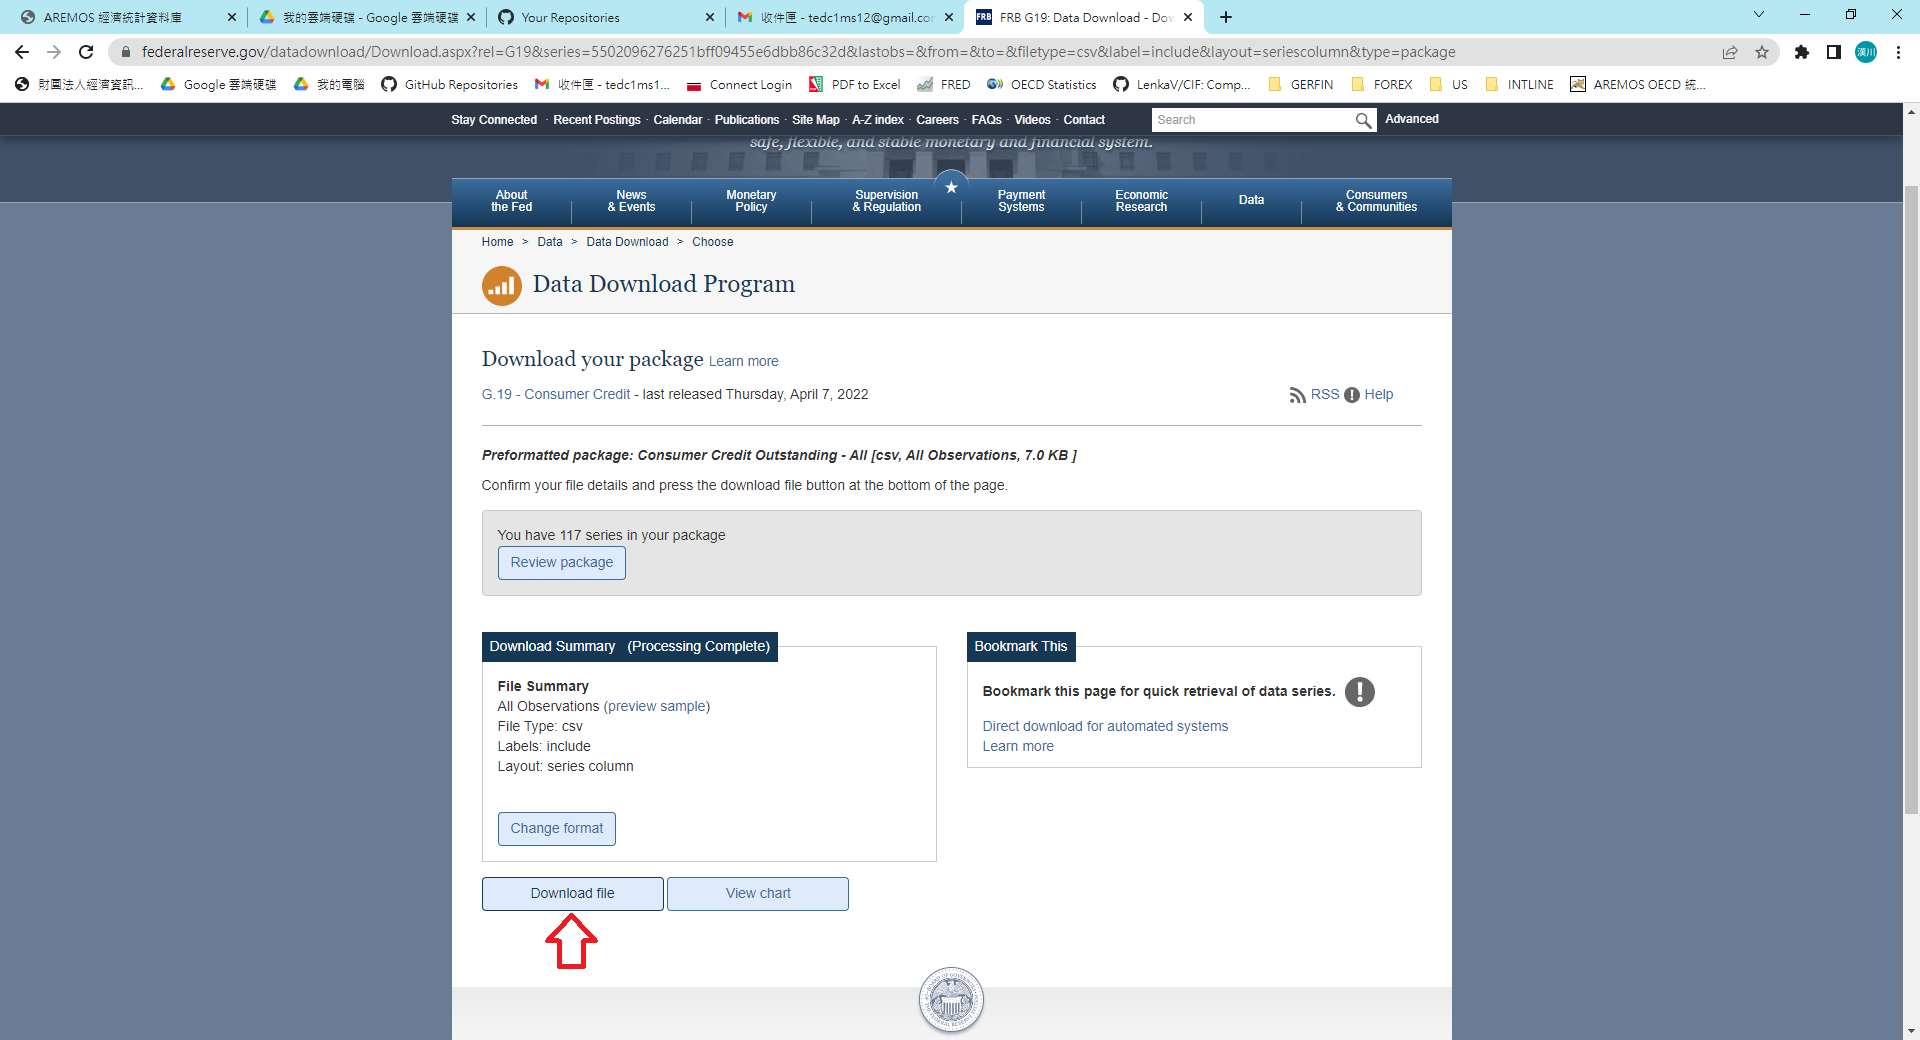 AREMOS 經濟統計資料庫
我的雲端硬碟 - Google 雲端硬碟
Your Repositories
收件匣 - tedc1ms12@gmail.co
FRB G19: Data Download - Dow
federalreserve.gov/datadownload/Download.aspx?rel=G19&series=5502096276251bff09455e6dbb86c32d&lastobs=&from=&to=&filetype=csv&label=include&layout=seriescolumn&type=package
漢川
財團法人經濟資訊...
Google 雲端硬碟
我的電腦
GitHub Repositories
收件匣 - tedc1ms1...
Connect Login
PDF to Excel
FRED
OECD Statistics
LenkaV/CIF: Comp...
GERFIN
FOREX
US
INTLINE
AREMOS OECD 統...
Stay Connected · Recent Postings · Calendar · Publications · Site Map · A-Z index · Careers · FAQs · Videos · Contact
Search
Advanced
safe, flexible, and stable monetary and financial system.
About
the Fed
News
& Events
Monetary
Policy
Supervision
& Regulation
Payment
Systems
Economic
Research
Data
Consumers
& Communities
Home > Data > Data Download > Choose
Data Download Program
Download your package Learn more
G.19 - Consumer Credit - last released Thursday, April 7, 2022
RSS
Help
Preformatted package: Consumer Credit Outstanding - All [csv, All Observations, 7.0 KB ]
Confirm your file details and press the download file button at the bottom of the page.
You have 117 series in your package
Review package
Download Summary (Processing Complete)
File Summary
All Observations (preview sample)
File Type: csv
Labels: include
Layout: series column
Change format
Bookmark This
Bookmark this page for quick retrieval of data series.
Direct download for automated systems
Learn more
Download file
View chart